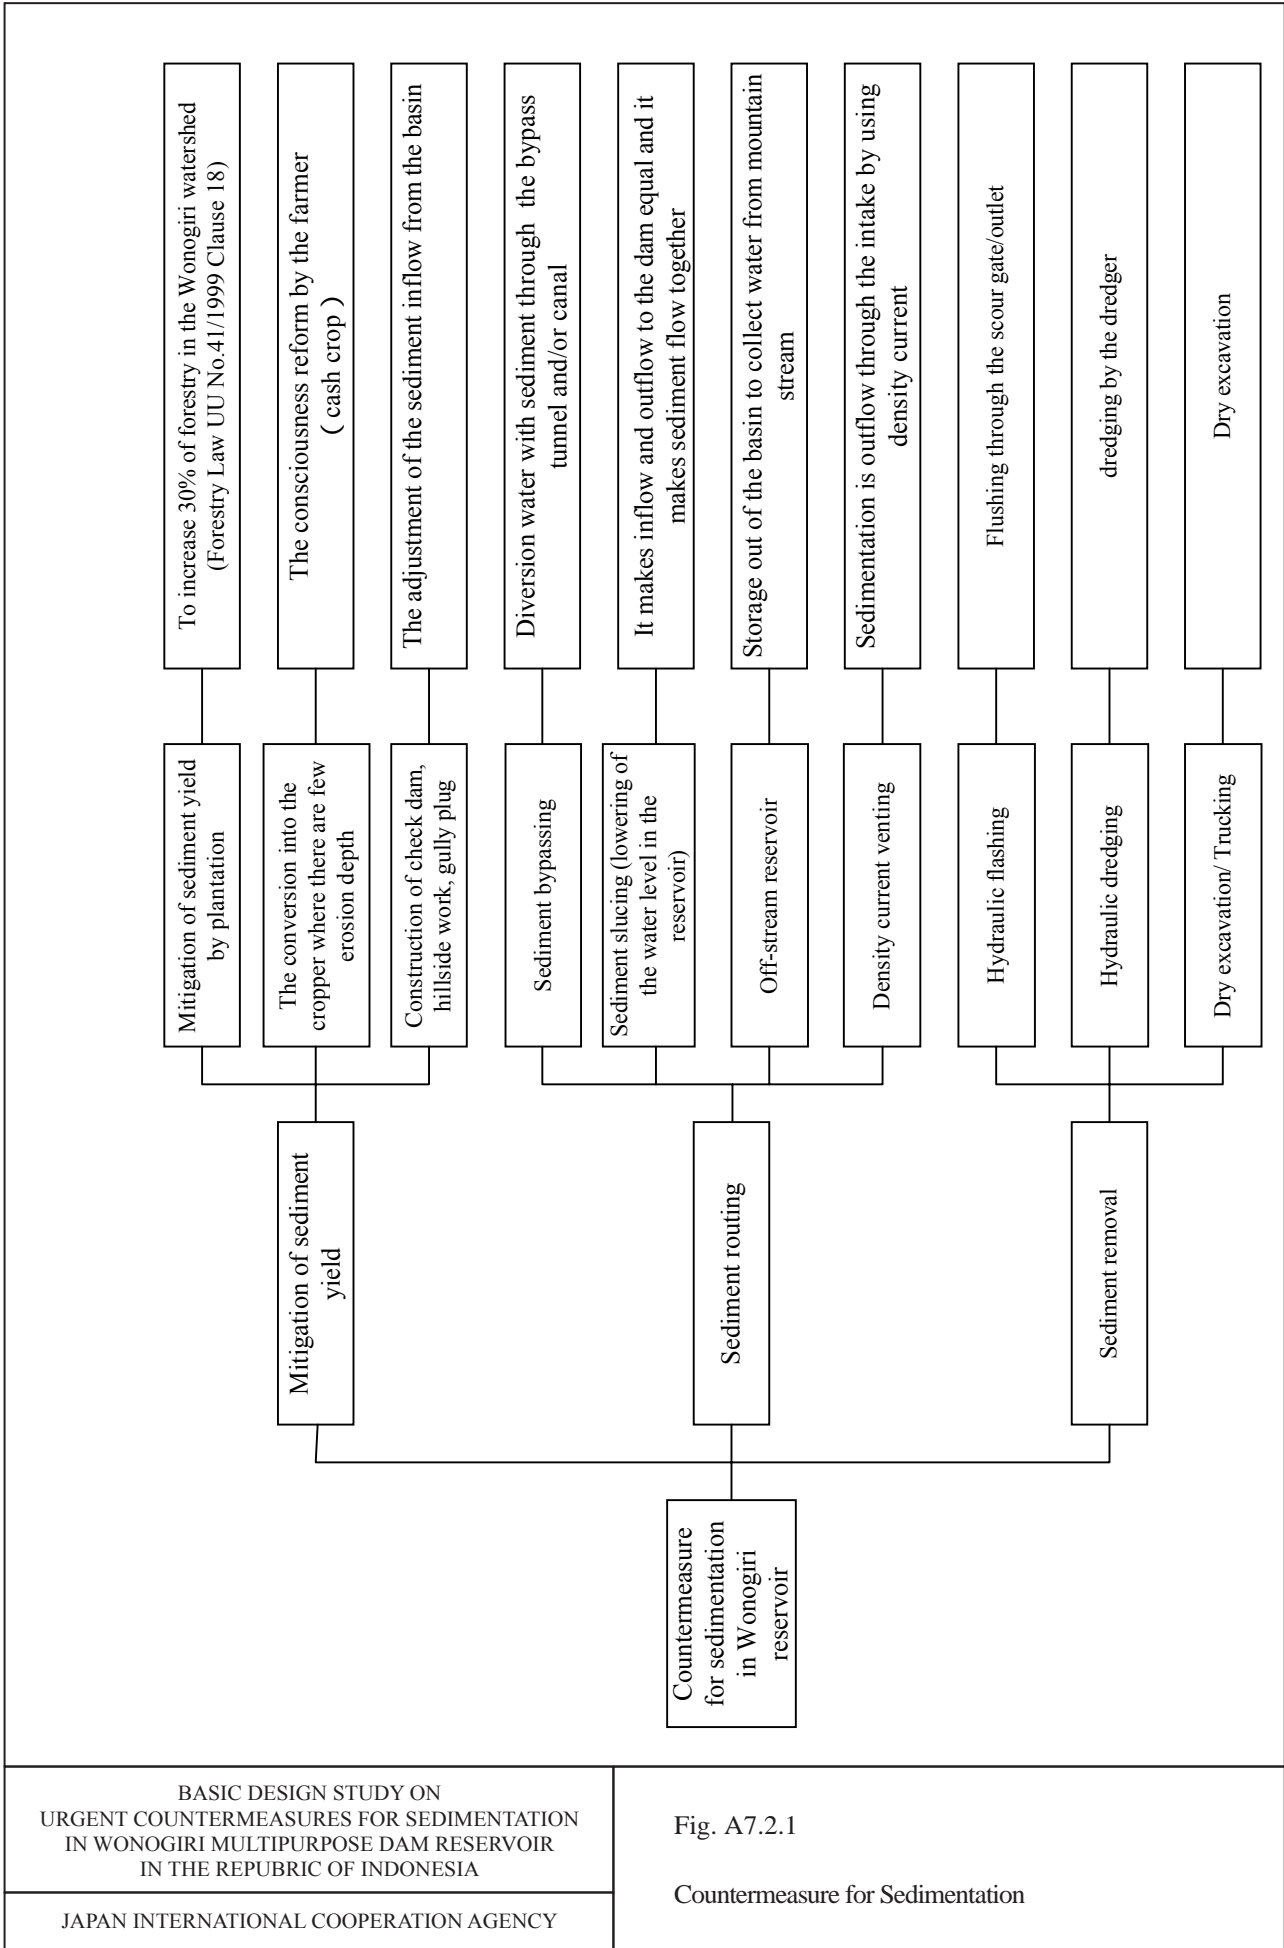 Countermeasure
for sedimentation
in Wonogiri
reservoir
Mitigation of sediment
yield
Mitigation of sediment yield
by plantation
To increase 30% of forestry in the Wonogiri watershed
(Forestry Law UU No.41/1999 Clause 18)
The conversion into the
cropper where there are few
erosion depth
The consciousness reform by the farmer
( cash crop )
Construction of check dam,
hillside work, gully plug
The adjustment of the sediment inflow from the basin
Sediment routing
Sediment bypassing
Diversion water with sediment through the bypass
tunnel and/or canal
Sediment slucing (lowering of
the water level in the
reservoir)
It makes inflow and outflow to the dam equal and it
makes sediment flow together
Off-stream reservoir
Storage out of the basin to collect water from mountain
stream
Density current venting
Sedimentation is outflow through the intake by using
density current
Sediment removal
Hydraulic flashing
Flushing through the scour gate/outlet
Hydraulic dredging
dredging by the dredger
Dry excavation/ Trucking
Dry excavation
BASIC DESIGN STUDY ON
URGENT COUNTERMEASURES FOR SEDIMENTATION
IN WONOGIRI MULTIPURPOSE DAM RESERVOIR
IN THE REPUBRIC OF INDONESIA
JAPAN INTERNATIONAL COOPERATION AGENCY
Fig. A7.2.1
Countermeasure for Sedimentation